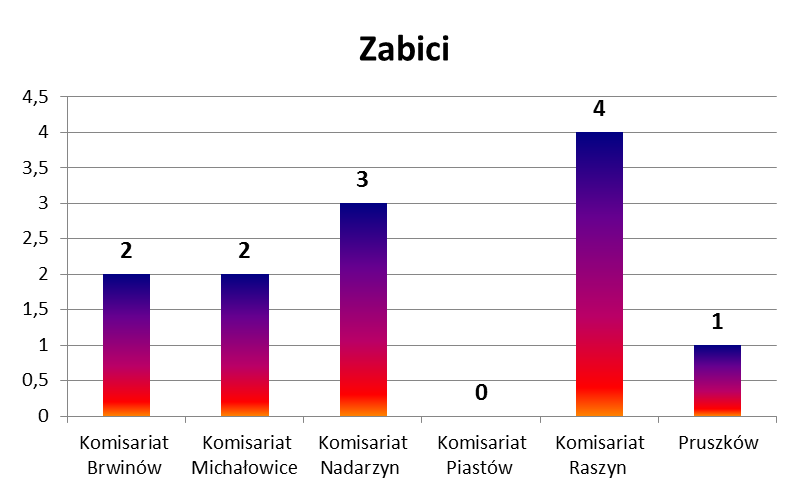 Zabici
4,5
4
3,5
3
2,5
2
1,5
1
0,5
0
2
2
3
0
4
1
Komisariat Brwinów
Komisariat Michałowice
Komisariat Nadarzyn
Komisariat Piastów
Komisariat Raszyn
Pruszków